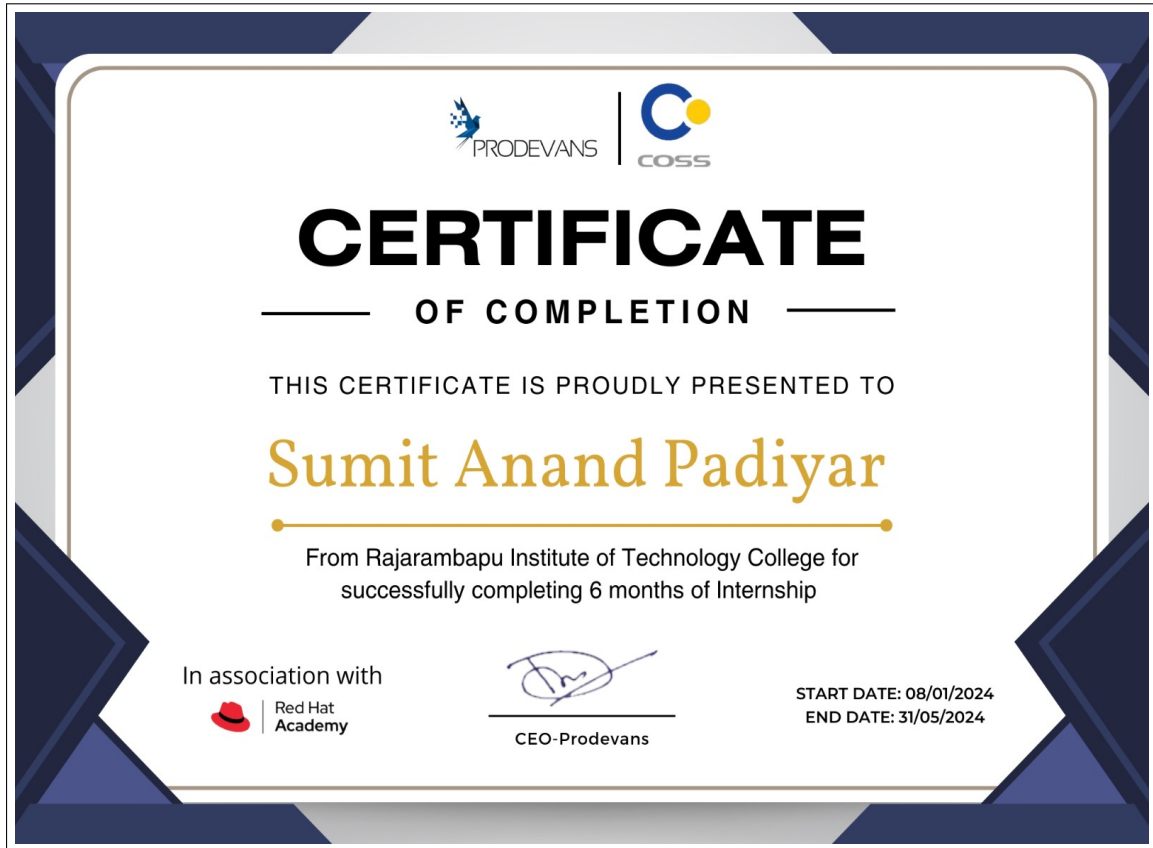 PRODEVANS
COSS
CERTIFICATE
OF COMPLETION
THIS CERTIFICATE IS PROUDLY PRESENTED TO
Sumit Anand Padiyar
From Rajarambapu Institute of Technology College for
successfully completing 6 months of Internship
In association with
Red Hat
Academy
CEO-Prodevans
START DATE: 08/01/2024
END DATE: 31/05/2024